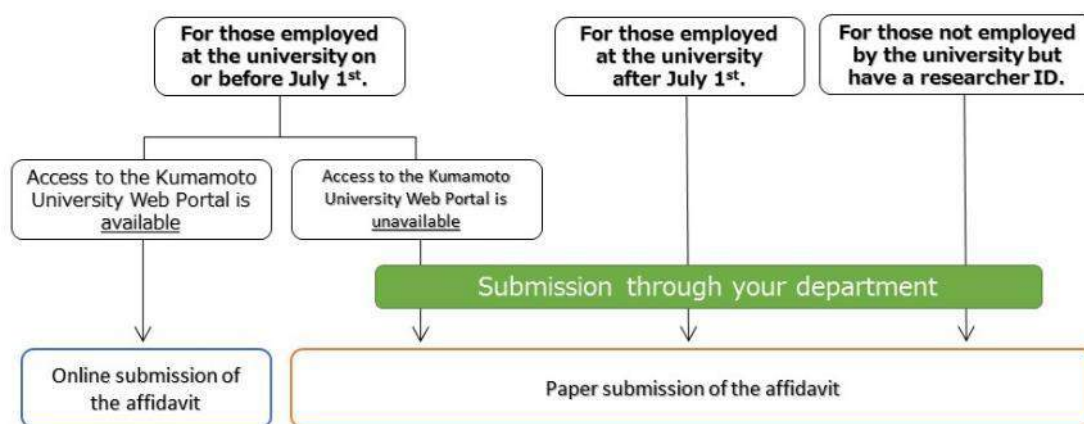 For those employed
at the university on
or before July 1st.
For those employed
at the university
after July 1st.
For those not employed
by the university but
have a researcher ID.
Access to the Kumamoto
University Web Portal is
available
Access to the Kumamoto
University Web Portal is
unavailable
Submission through your department
Online submission of
the affidavit
Paper submission of the affidavit